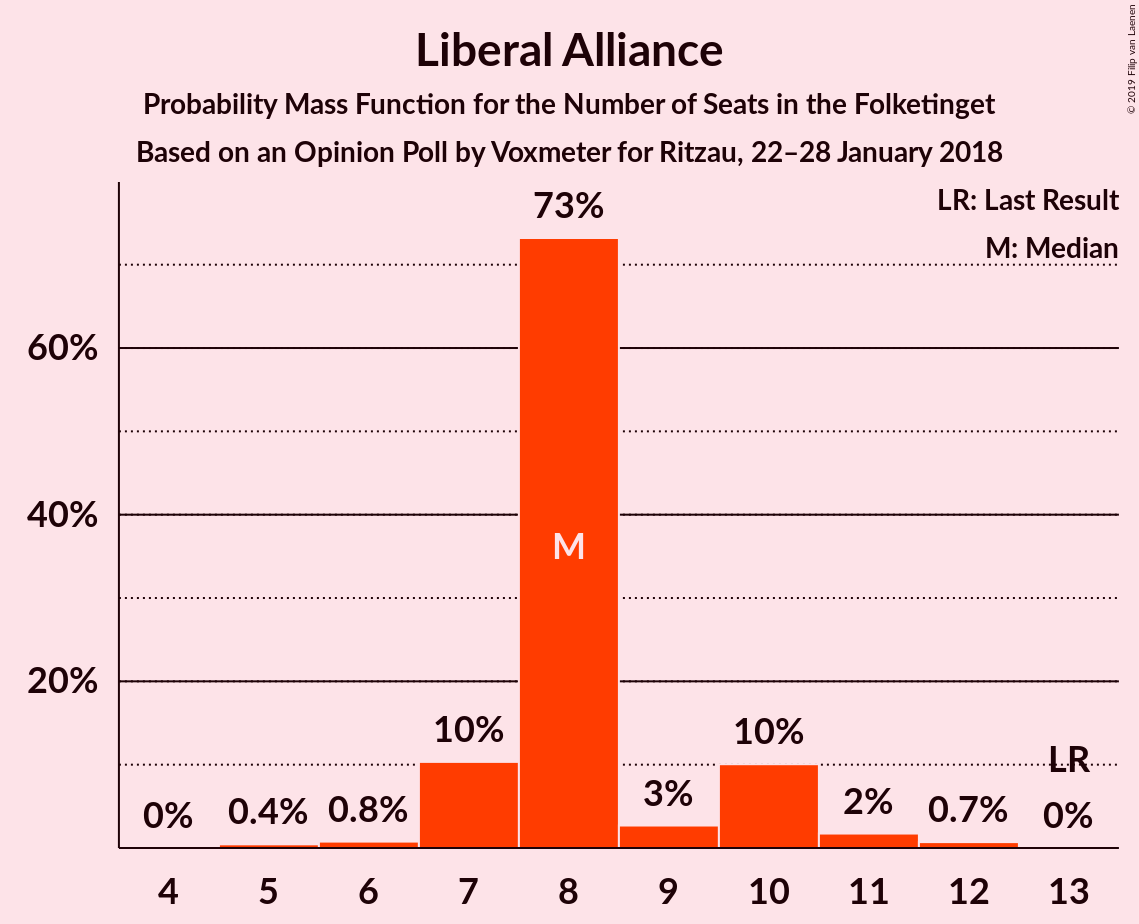 Liberal Alliance
Probability Mass Function for the Number of Seats in the Folketinget
Based on an Opinion Poll by Voxmeter for Ritzau, 22–28 January 2018
© 2019 Filip van Laenen
LR: Last Result
M: Median
60%
40%
20%
0%
0.4%
0.8%
10%
73%
M
3%
10%
2%
0.7%
LR
0%
4 5 6 7 8 9 10 11 12 13